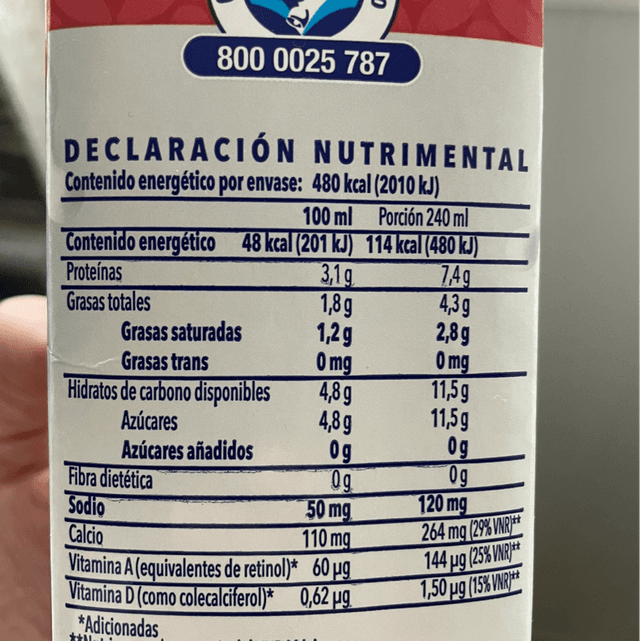 800 0025 787
DECLARACIÓN NUTRIMENTAL
Contenido energético por envase: 480 kcal (2010 kJ)
100 ml Porción 240 ml
Contenido energético 48 kcal (201 kJ) 114 kcal (480 kJ)
Proteínas 3,1 g 7,4 g
Grasas totales 1,8 g 4,3 g
Grasas saturadas 1,2 g 2,8 g
Grasas trans 0 mg 0 mg
Hidratos de carbono disponibles 4,8 g 11,5 g
Azúcares 4,8 g 11,5 g
Azúcares añadidos 0 g 0 g
Fibra dietética 0 g 0 g
Sodio 50 mg 120 mg
Calcio 110 mg 264 mg (29% VNR)**
Vitamina A (equivalentes de retinol)* 60 µg 144 µg (25% VNR)**
Vitamina D (como colecalciferol)* 0,62 µg 1,50 µg (15% VNR)**
*Adicionadas